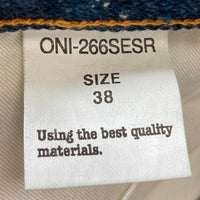 ONI-266SESR
SIZE
38
Using the best quality
materials.